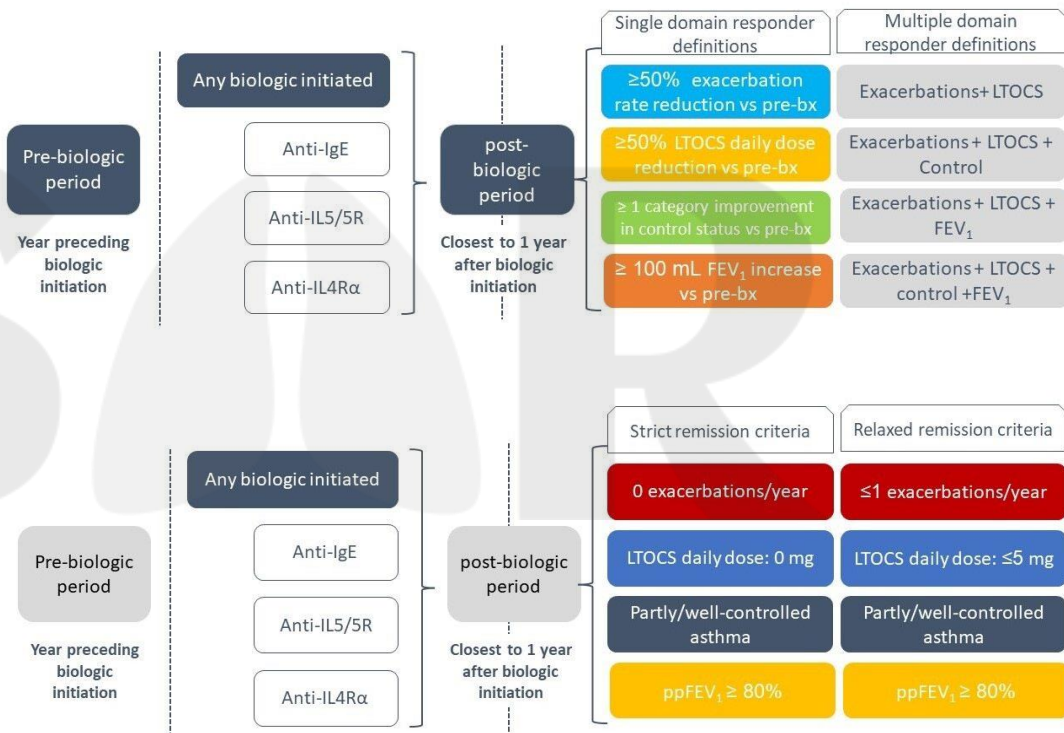 Single domain responder
definitions
Multiple domain
responder definitions
Any biologic initiated
≥50% exacerbation
rate reduction vs pre-bx
Exacerbations+ LTOCS
Pre-biologic
period
Anti-IgE
post-
biologic
period
≥50% LTOCS daily dose
reduction vs pre-bx
Exacerbations + LTOCS +
Control
Anti-IL5/5R
≥ 1 category improvement
in control status vs pre-bx
Exacerbations + LTOCS +
FEV₁
Year preceding
biologic
initiation
Closest to 1 year
after biologic
initiation
Anti-IL4Rα
≥ 100 mL FEV₁ increase
vs pre-bx
Exacerbations + LTOCS +
control +FEV₁
Strict remission criteria
Relaxed remission criteria
Any biologic initiated
0 exacerbations/year
≤1 exacerbations/year
Pre-biologic
period
Anti-IgE
post-biologic
period
LTOCS daily dose: 0 mg
LTOCS daily dose: ≤5 mg
Anti-IL5/5R
Partly/well-controlled
asthma
Partly/well-controlled
asthma
Year preceding
biologic
initiation
Closest to 1 year
after biologic
initiation
Anti-IL4Rα
ppFEV₁ ≥ 80%
ppFEV₁ ≥ 80%